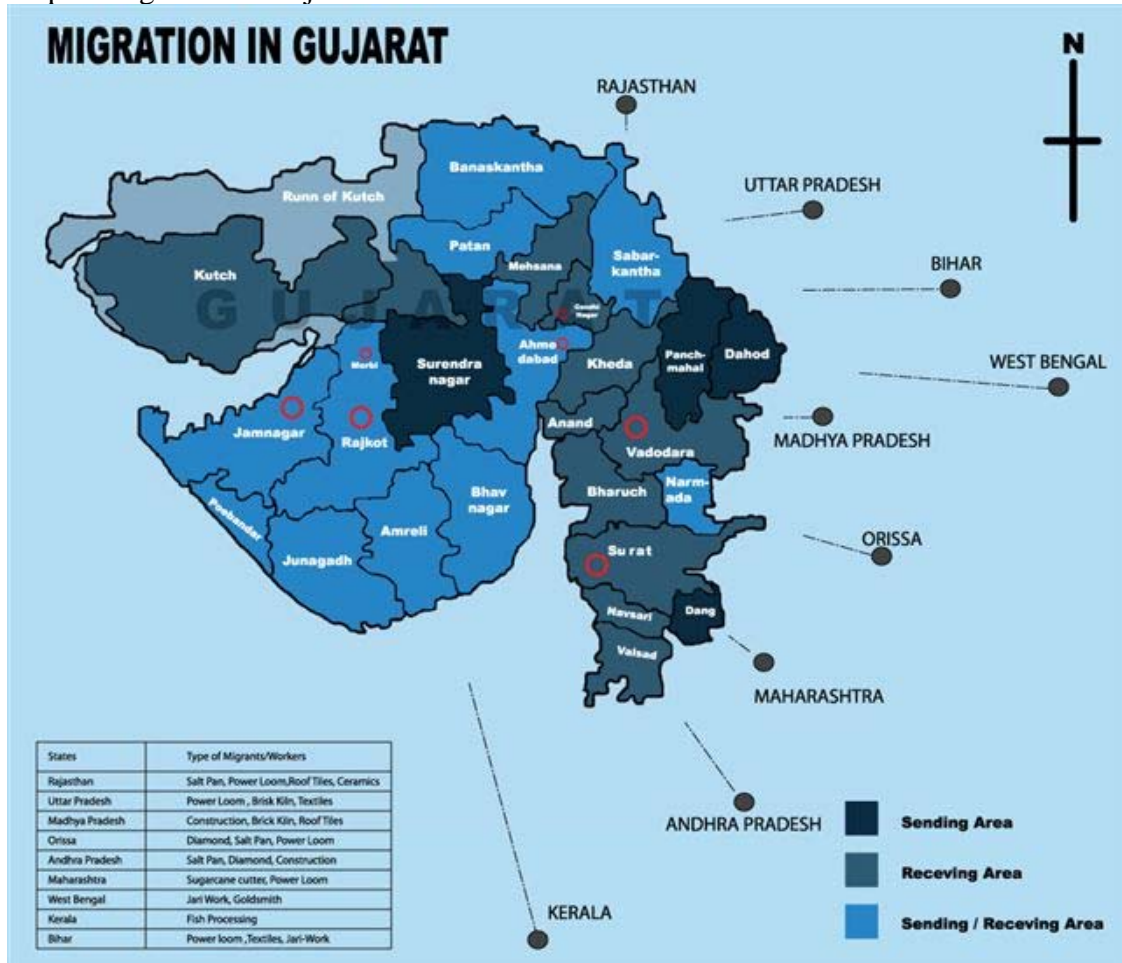 MIGRATION IN GUJARAT
N
RAJASTHAN
UTTAR PRADESH
BIHAR
WEST BENGAL
MADHYA PRADESH
ORISSA
MAHARASHTRA
ANDHRA PRADESH
KERALA
GUJARAT
Banaskantha
Runn of Kutch
Patan
Sabar-
kantha
Mehsana
Kutch
Gandhi
Nagar
Ahme
dabad
Surendra
nagar
Kheda
Panch-
mahal
Dahod
Morbi
Jamnagar
Rajkot
Anand
Vadodara
Bharuch
Narm-
ada
Bhav
nagar
Amreli
Junagadh
Surat
Navsari
Dang
Valsad
States Type of Migrants/Workers
Rajasthan Salt Pan, Power Loom,Roof Tiles, Ceramics
Uttar Pradesh Power Loom , Brisk Kiln, Textiles
Madhya Pradesh Construction, Brick Kiln, Roof Tiles
Orissa Diamond, Salt Pan, Power Loom
Andhra Pradesh Salt Pan, Diamond, Construction
Maharashtra Sugarcane cutter, Power Loom
West Bengal Jari Work, Goldsmith
Kerala Fish Processing
Bihar Power loom ,Textiles, Jari-Work
Sending Area
Receving Area
Sending / Receving Area